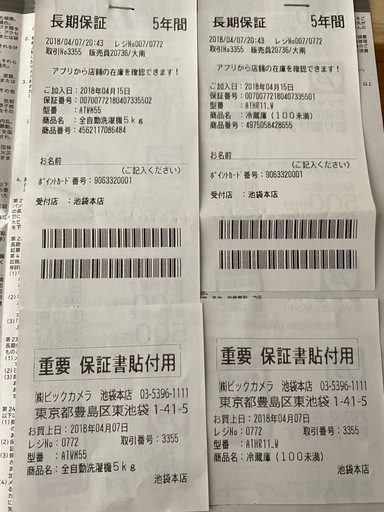 長期保証 5年間
2018/04/07/20:43 レジNo007/0772
取引No3355 販売員20736/大南
アプリから店舗の在庫を確認できます!
ご加入日:2018年04月15日
保証番号:00700772180407335502
型番 :ATWM55
商品名:全自動洗濯機5kg
商品番号:4562117086484
お名前
(ご記入ください)
ポイントカード番号:9063320001
受付店 :池袋本店
重要 保証書貼付用
㈱ビックカメラ 池袋本店 03-5396-1111
東京都豊島区東池袋1-41-5
お買上日:2018年04月07日
レジNo:0772 取引番号:3355
型番 :ATWM55
商品名:全自動洗濯機5kg
池袋本店
長期保証 5年間
2018/04/07/20:43 レジNo007/0772
取引No3355 販売員20736/大南
アプリから店舗の在庫を確認できます!
ご加入日:2018年04月15日
保証番号:00700772180407335501
型番 :ATHR11.W
商品名:冷蔵庫(100未満)
商品番号:4975058428655
お名前
(ご記入ください)
ポイントカード番号:9063320001
受付店 :池袋本店
重要 保証書貼付用
㈱ビックカメラ 池袋本店 03-5396-1111
東京都豊島区東池袋1-41-5
お買上日:2018年04月07日
レジNo:0772 取引番号:3355
型番 :ATHR11.W
商品名:冷蔵庫(100未満)
池袋本店